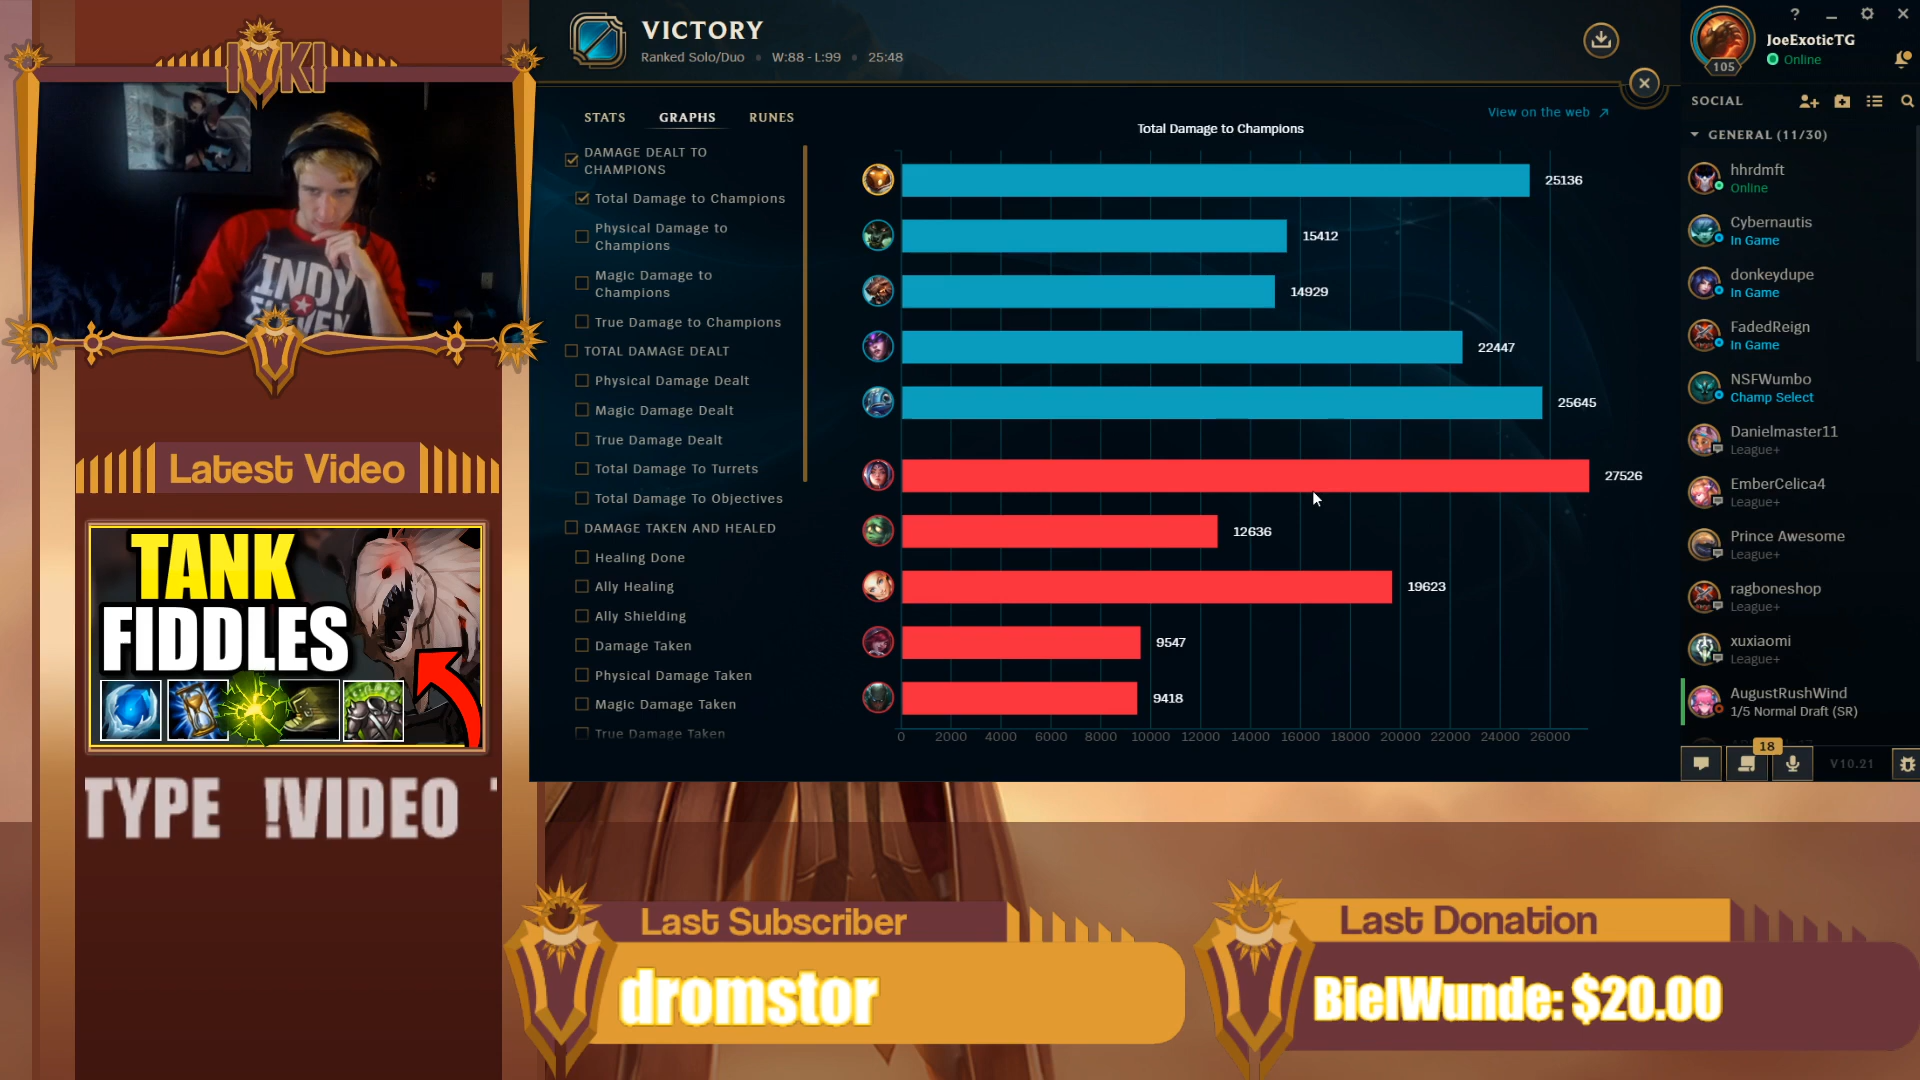 IVKI
INDY
Latest Video
TANK
FIDDLES
TYPE !VIDEO
VICTORY
Ranked Solo/Duo • W:88 - L:99 • 25:48
STATS GRAPHS RUNES
View on the web
DAMAGE DEALT TO
CHAMPIONS
Total Damage to Champions
Physical Damage to
Champions
Magic Damage to
Champions
True Damage to Champions
TOTAL DAMAGE DEALT
Physical Damage Dealt
Magic Damage Dealt
True Damage Dealt
Total Damage To Turrets
Total Damage To Objectives
DAMAGE TAKEN AND HEALED
Healing Done
Ally Healing
Ally Shielding
Damage Taken
Physical Damage Taken
Magic Damage Taken
True Damage Taken
Total Damage to Champions
25136
15412
14929
22447
25645
27526
12636
19623
9547
9418
0 2000 4000 6000 8000 10000 12000 14000 16000 18000 20000 22000 24000 26000
?
JoeExoticTG
105
Online
SOCIAL
GENERAL (11/30)
hhrdmft
Online
Cybernautis
In Game
donkeydupe
In Game
FadedReign
In Game
NSFWumbo
Champ Select
Danielmaster11
League+
EmberCelica4
League+
Prince Awesome
League+
ragboneshop
League+
xuxiaomi
League+
AugustRushWind
1/5 Normal Draft (SR)
18
V10.21
Last Subscriber
dromstor
Last Donation
BielWunde: $20.00